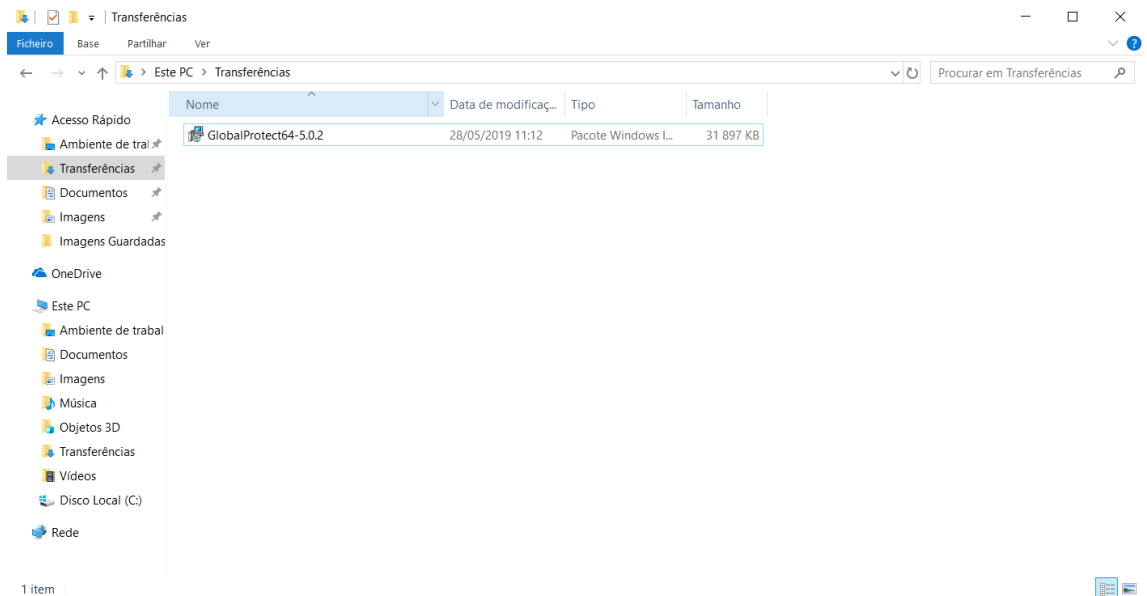 Transferências
Ficheiro Base Partilhar Ver ?
Este PC > Transferências Procurar em Transferências
Nome Data de modificaç... Tipo Tamanho
Acesso Rápido
GlobalProtect64-5.0.2 28/05/2019 11:12 Pacote Windows I... 31 897 KB
Ambiente de tral
Transferências
Documentos
Imagens
Imagens Guardadas
OneDrive
Este PC
Ambiente de trabal
Documentos
Imagens
Música
Objetos 3D
Transferências
Vídeos
Disco Local (C:)
Rede
1 item